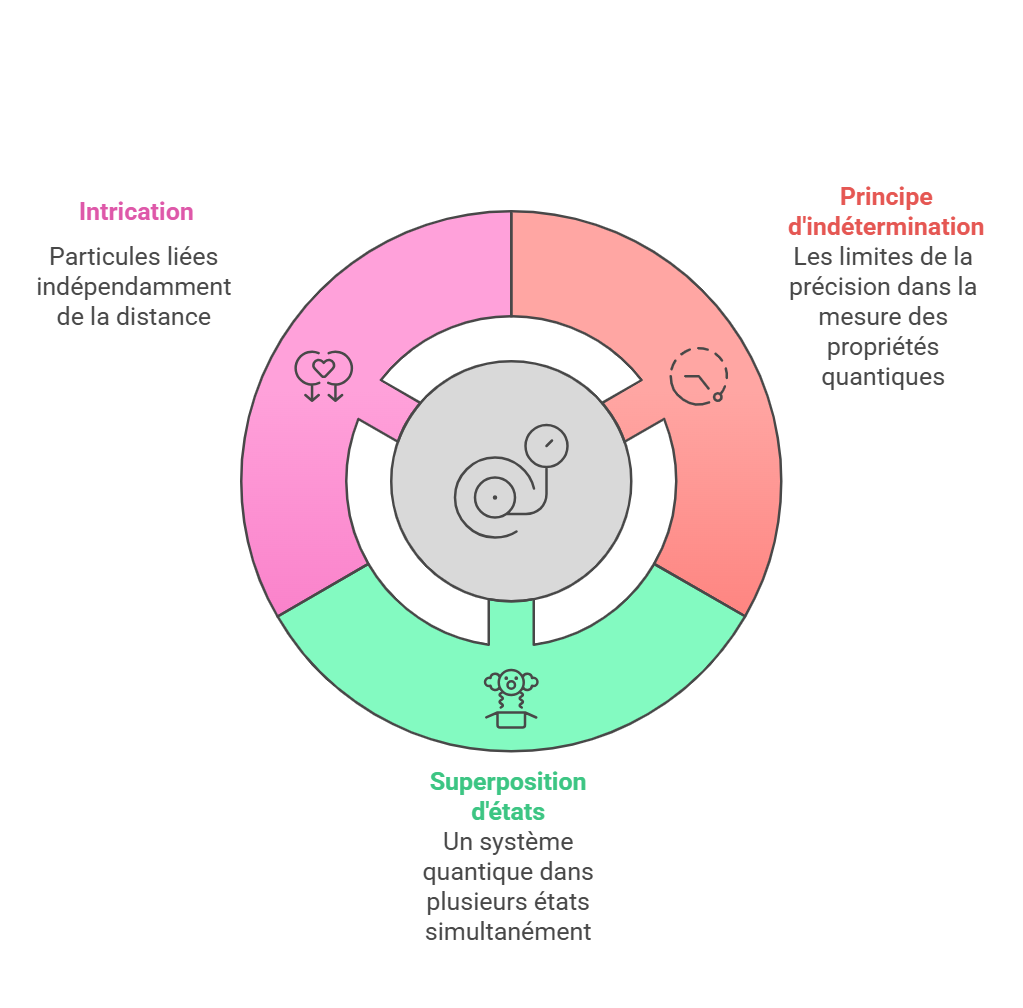 Intrication
Particules liées
indépendamment
de la distance
Principe
d'indétermination
Les limites de la
précision dans la
mesure des
propriétés
quantiques
Superposition
d'états
Un système
quantique dans
plusieurs états
simultanément